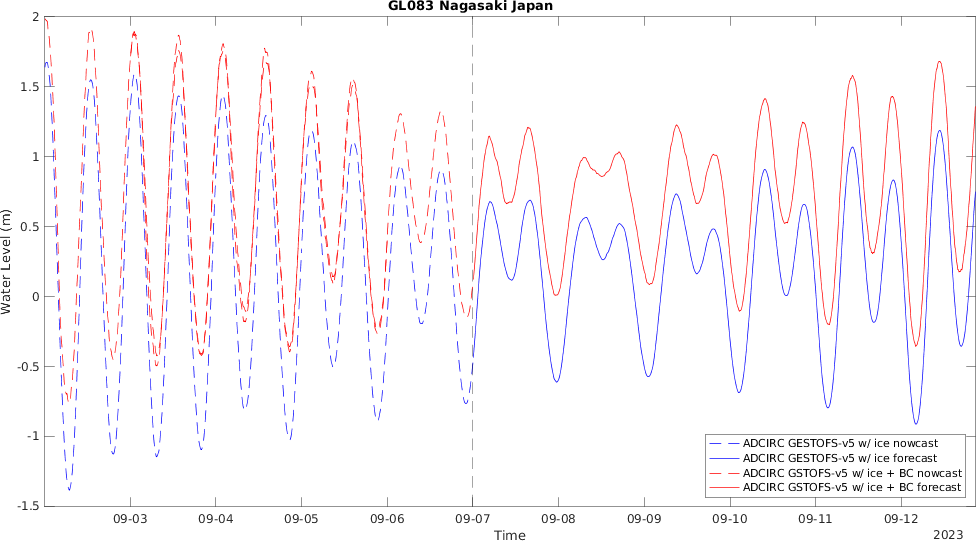 GL083 Nagasaki Japan
Water Level (m)
2
1.5
1
0.5
0
-0.5
-1
-1.5
ADCIRC GESTOFS-v5 w/ ice nowcast
ADCIRC GESTOFS-v5 w/ ice forecast
ADCIRC GSTOFS-v5 w/ ice + BC nowcast
ADCIRC GSTOFS-v5 w/ ice + BC forecast
09-03 09-04 09-05 09-06 09-07 09-08 09-09 09-10 09-11 09-12
Time
2023